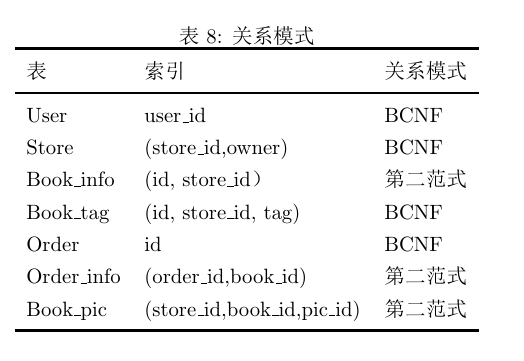 表 8: 关系模式
表 索引 关系模式
User user_id BCNF
Store (store_id,owner) BCNF
Book_info (id, store_id） 第二范式
Book_tag (id, store_id, tag) BCNF
Order id BCNF
Order_info (order_id,book_id) 第二范式
Book_pic (store_id,book_id,pic_id) 第二范式